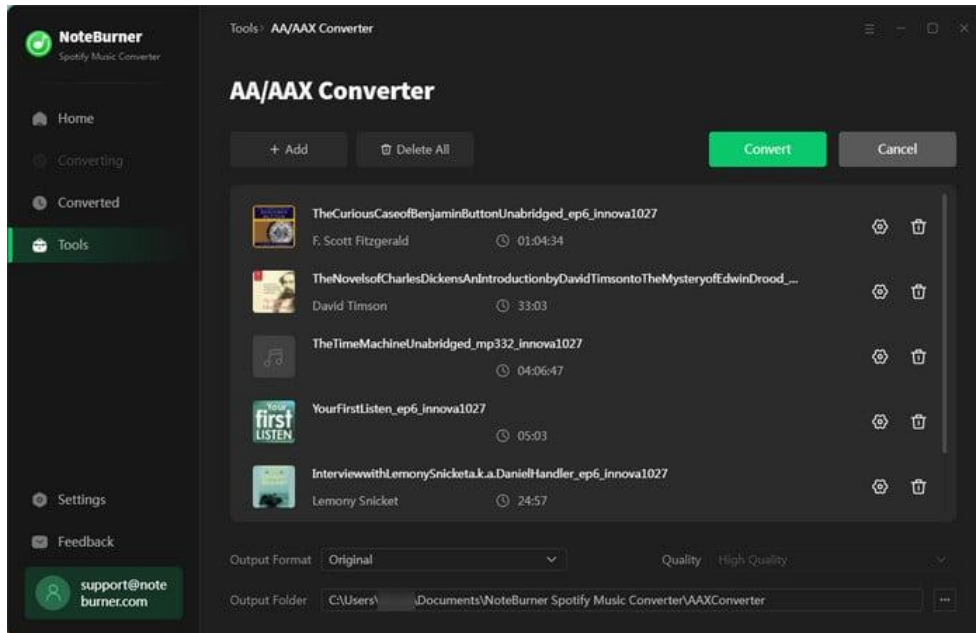 NoteBurner
Spotify Music Converter
Tools› AA/AAX Converter
AA/AAX Converter
Home
Converting
Converted
Tools
+ Add
Delete All
Convert
Cancel
TheCuriousCaseofBenjaminButtonUnabridged_ep6_innova1027
F. Scott Fitzgerald 01:04:34
TheNovelsofCharlesDickensAnIntroductionbyDavidTimsontoTheMysteryofEdwinDrood_...
David Timson 33:03
TheTimeMachineUnabridged_mp332_innova1027
04:06:47
Your
first
LISTEN
YourFirstListen_ep6_innova1027
05:03
InterviewwithLemonySnicketa.k.a.DanielHandler_ep6_innova1027
Lemony Snicket 24:57
Settings
Feedback
support@note
burner.com
Output Format Original Quality High Quality
Output Folder C:\Users\ \Documents\NoteBurner Spotify Music Converter\AAXConverter ...